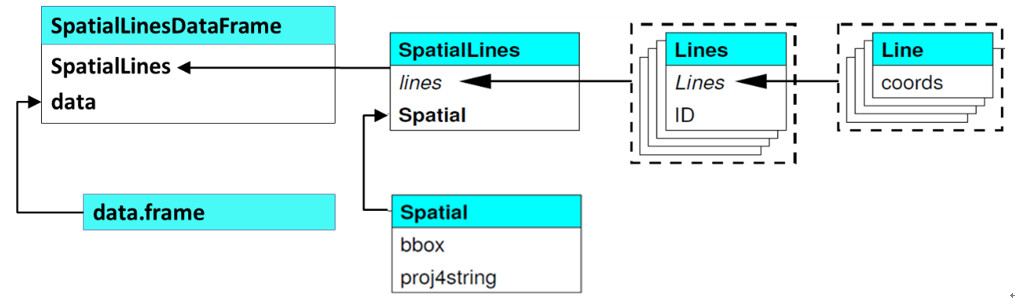 SpatialLinesDataFrame
SpatialLines
data
data.frame
SpatialLines
lines
Spatial
Spatial
bbox
proj4string
Lines
Lines
ID
Line
coords